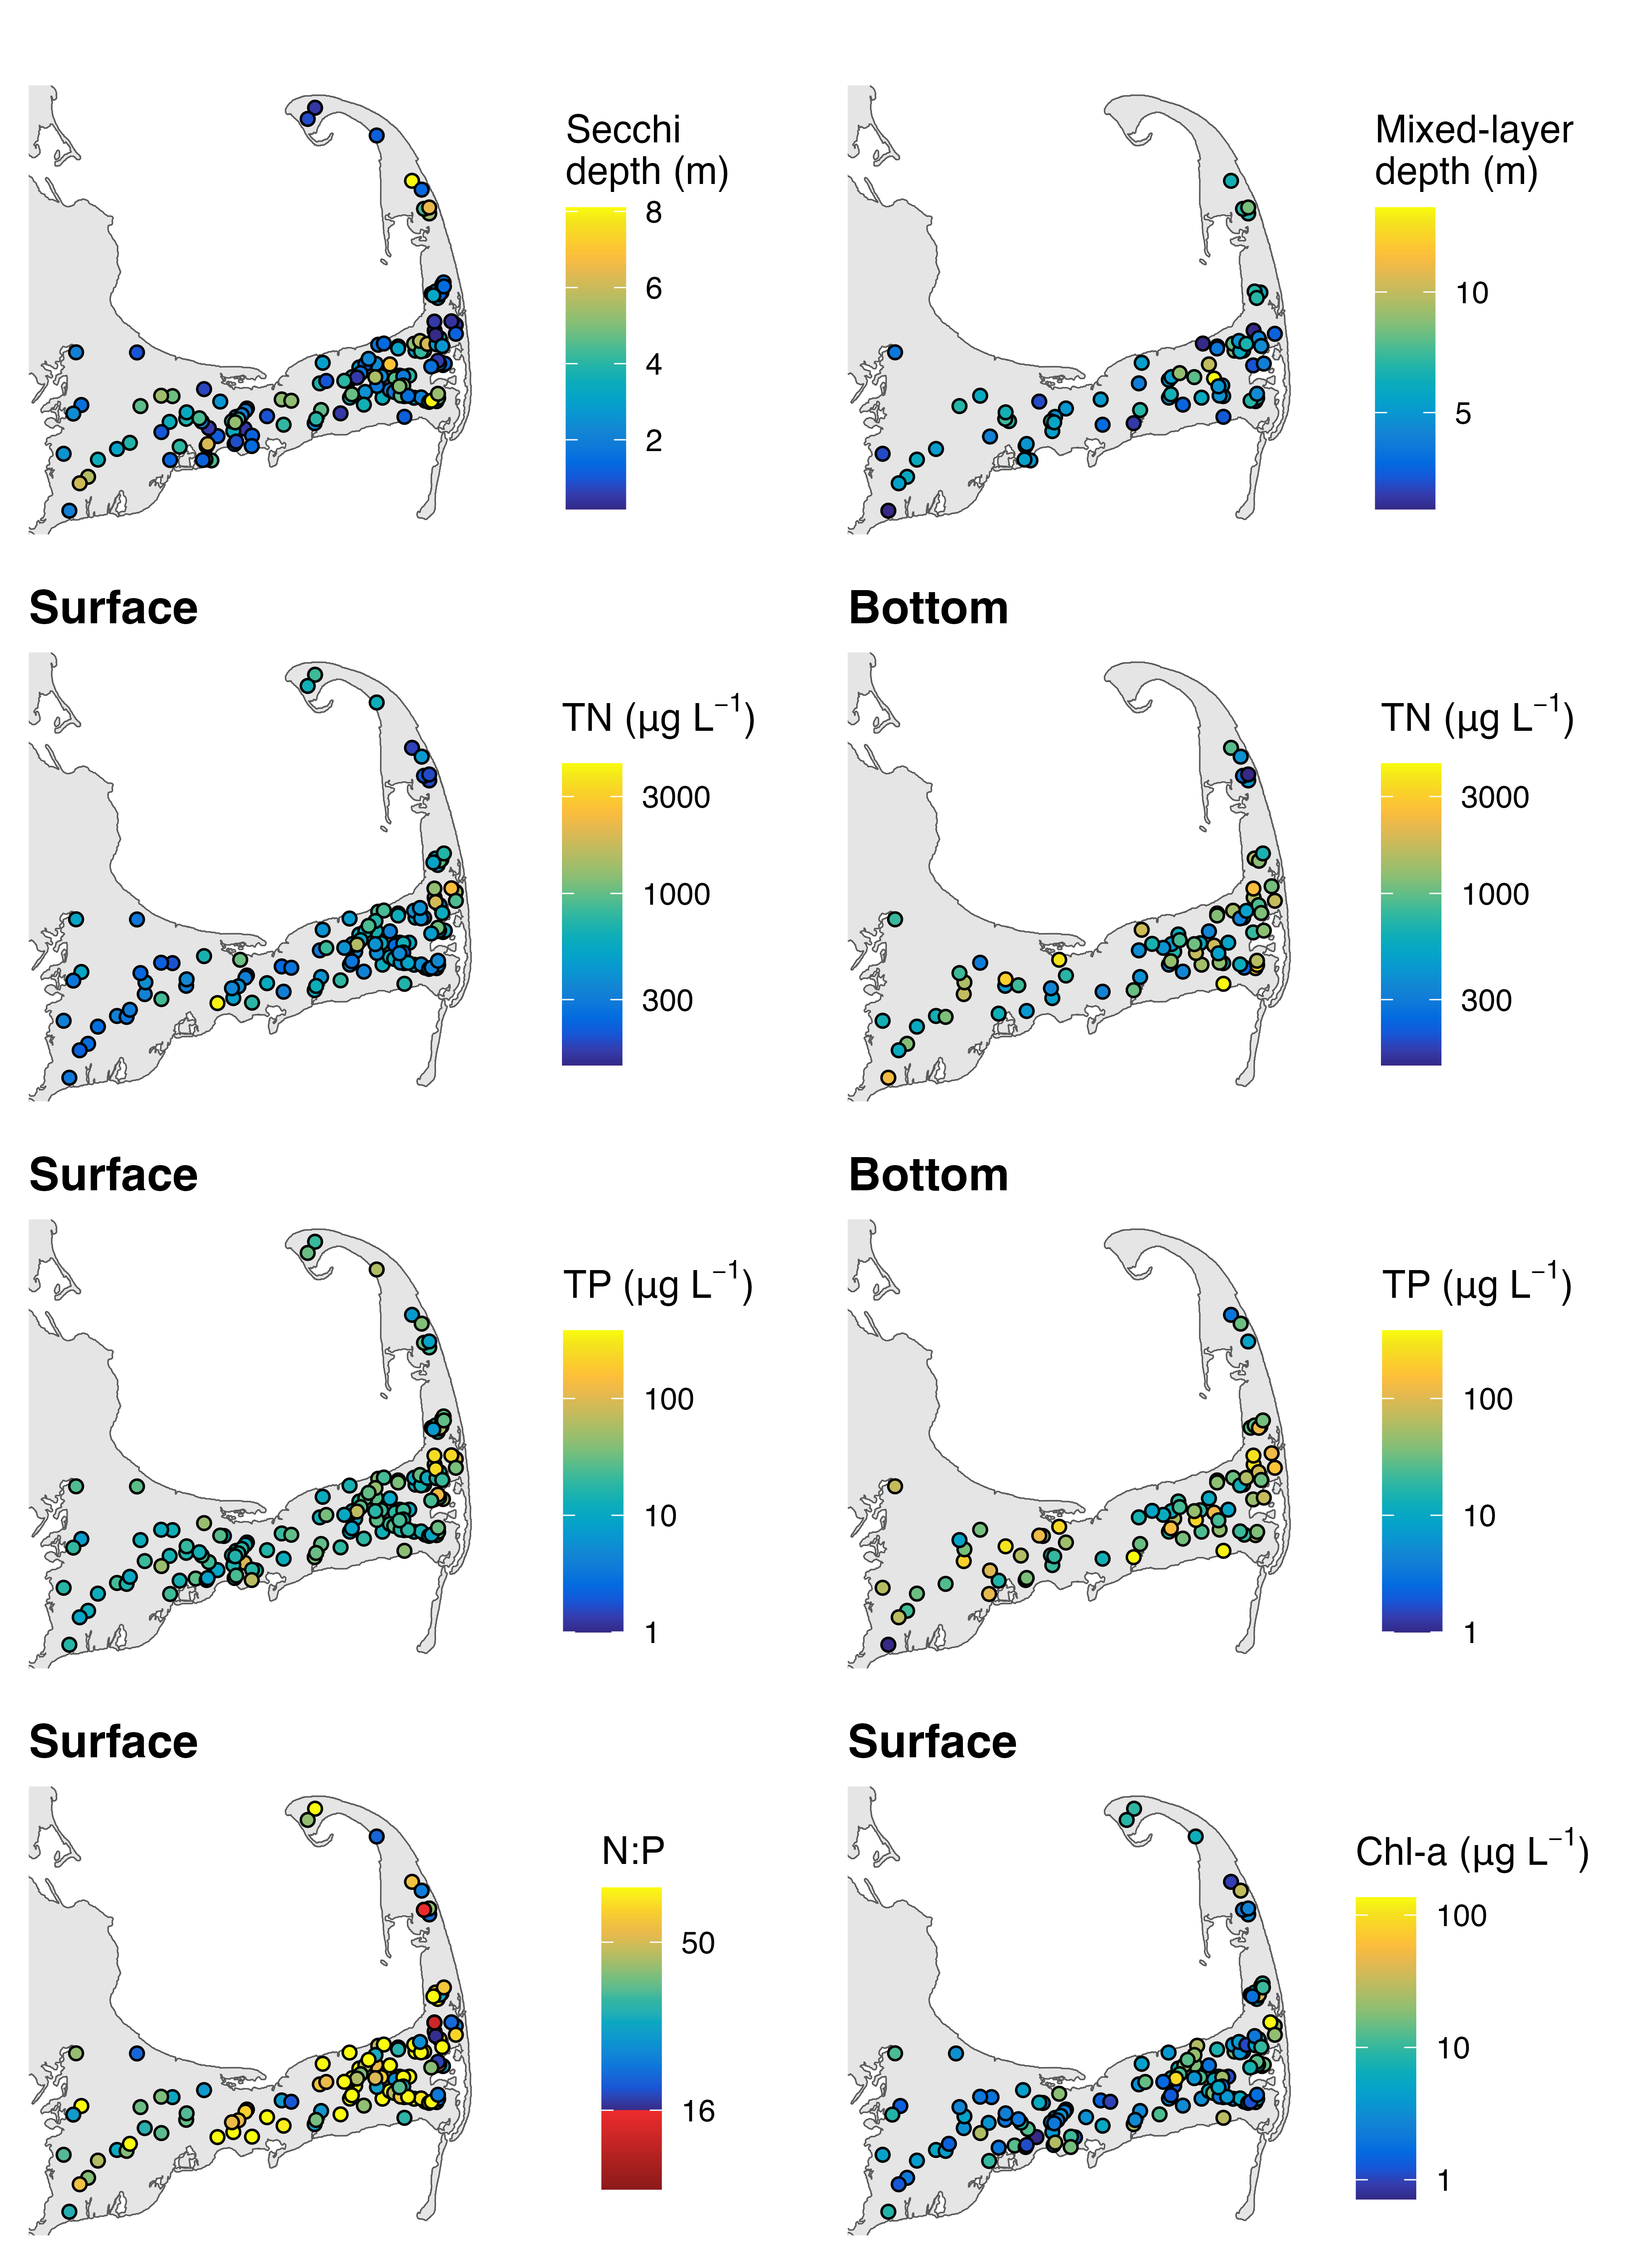 Secchi
depth (m)
8
6
4
2
Mixed-layer
depth (m)
10
5
Surface
TN (µg L⁻¹)
3000
1000
300
Bottom
TN (µg L⁻¹)
3000
1000
300
Surface
TP (µg L⁻¹)
100
10
1
Bottom
TP (µg L⁻¹)
100
10
1
Surface
N:P
50
16
Surface
Chl-a (µg L⁻¹)
100
10
1